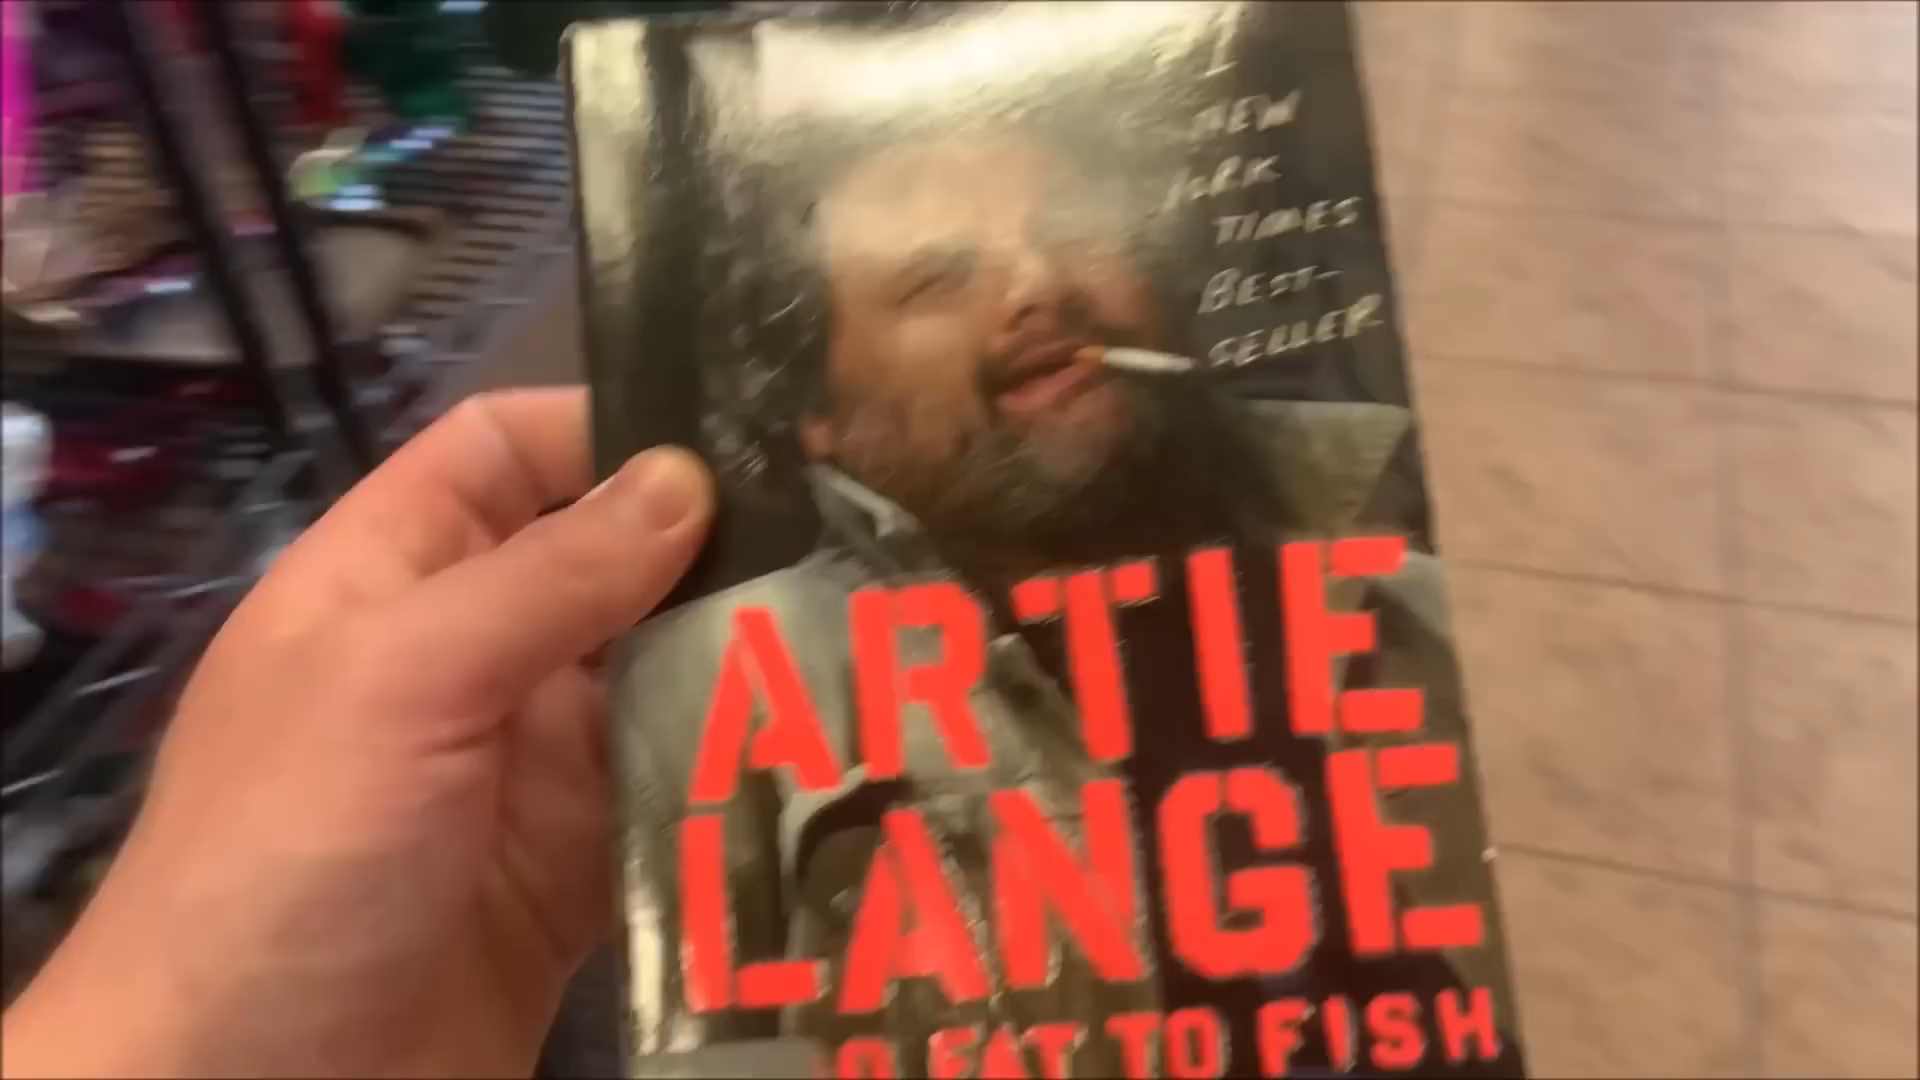 #1
NEW
YORK
TIMES
BEST-
SELLER
ARTIE
LANGE
FAT TO FISH